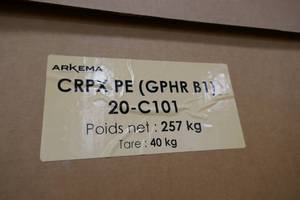 ARKEMA
CRPX PE (GPHR B1)
20-C101
Poids net : 257 kg
Tare : 40 kg